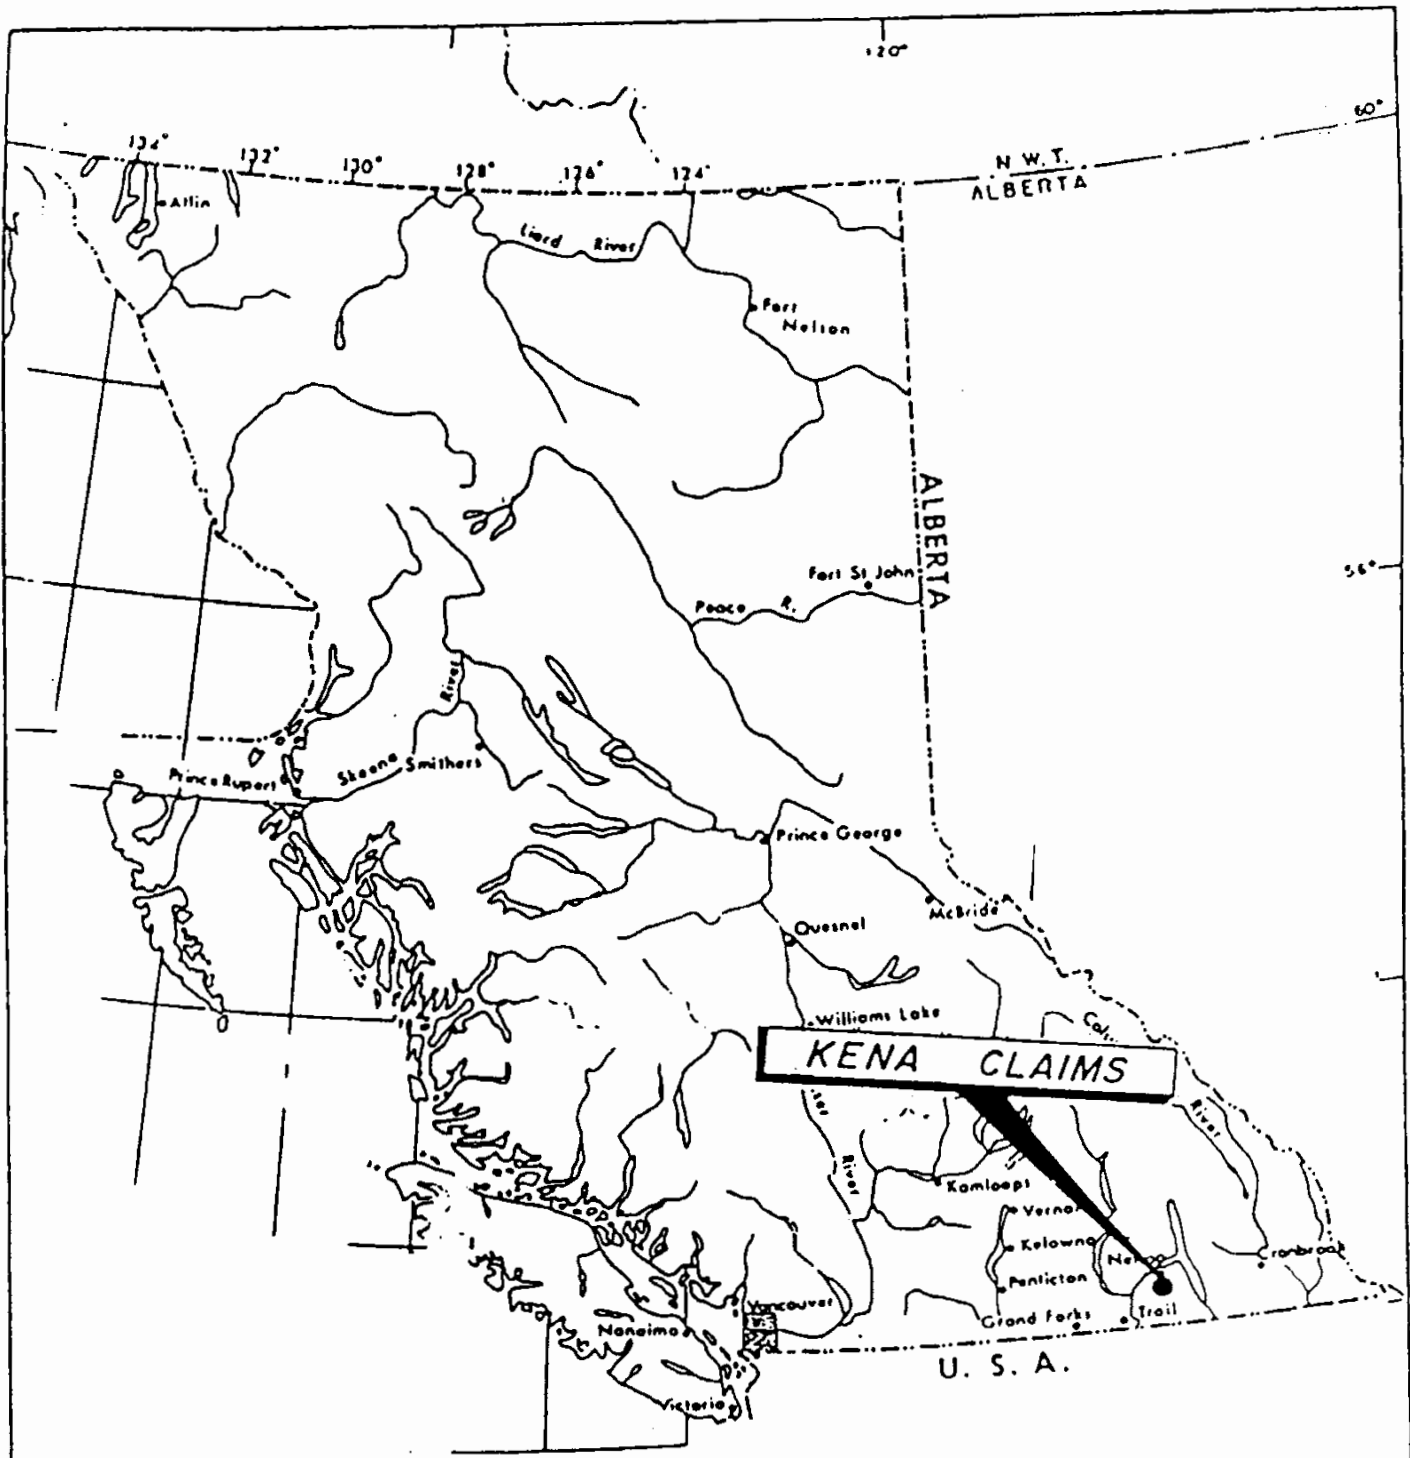 120°
60°
N.W.T.
ALBERTA
134°
132°
130°
128°
126°
124°
Atlin
Liard River
Fort
Nelson
ALBERTA
56°
Fort St John
Peace R.
River
Skeena
Smithers
Prince Rupert
Prince George
McBride
Quesnel
Williams Lake
KENA CLAIMS
River
River
Kamloops
Kelowna
Cranbrook
Penticton
Vancouver
Grand Forks
Trail
Nanaimo
U. S. A.
Victoria